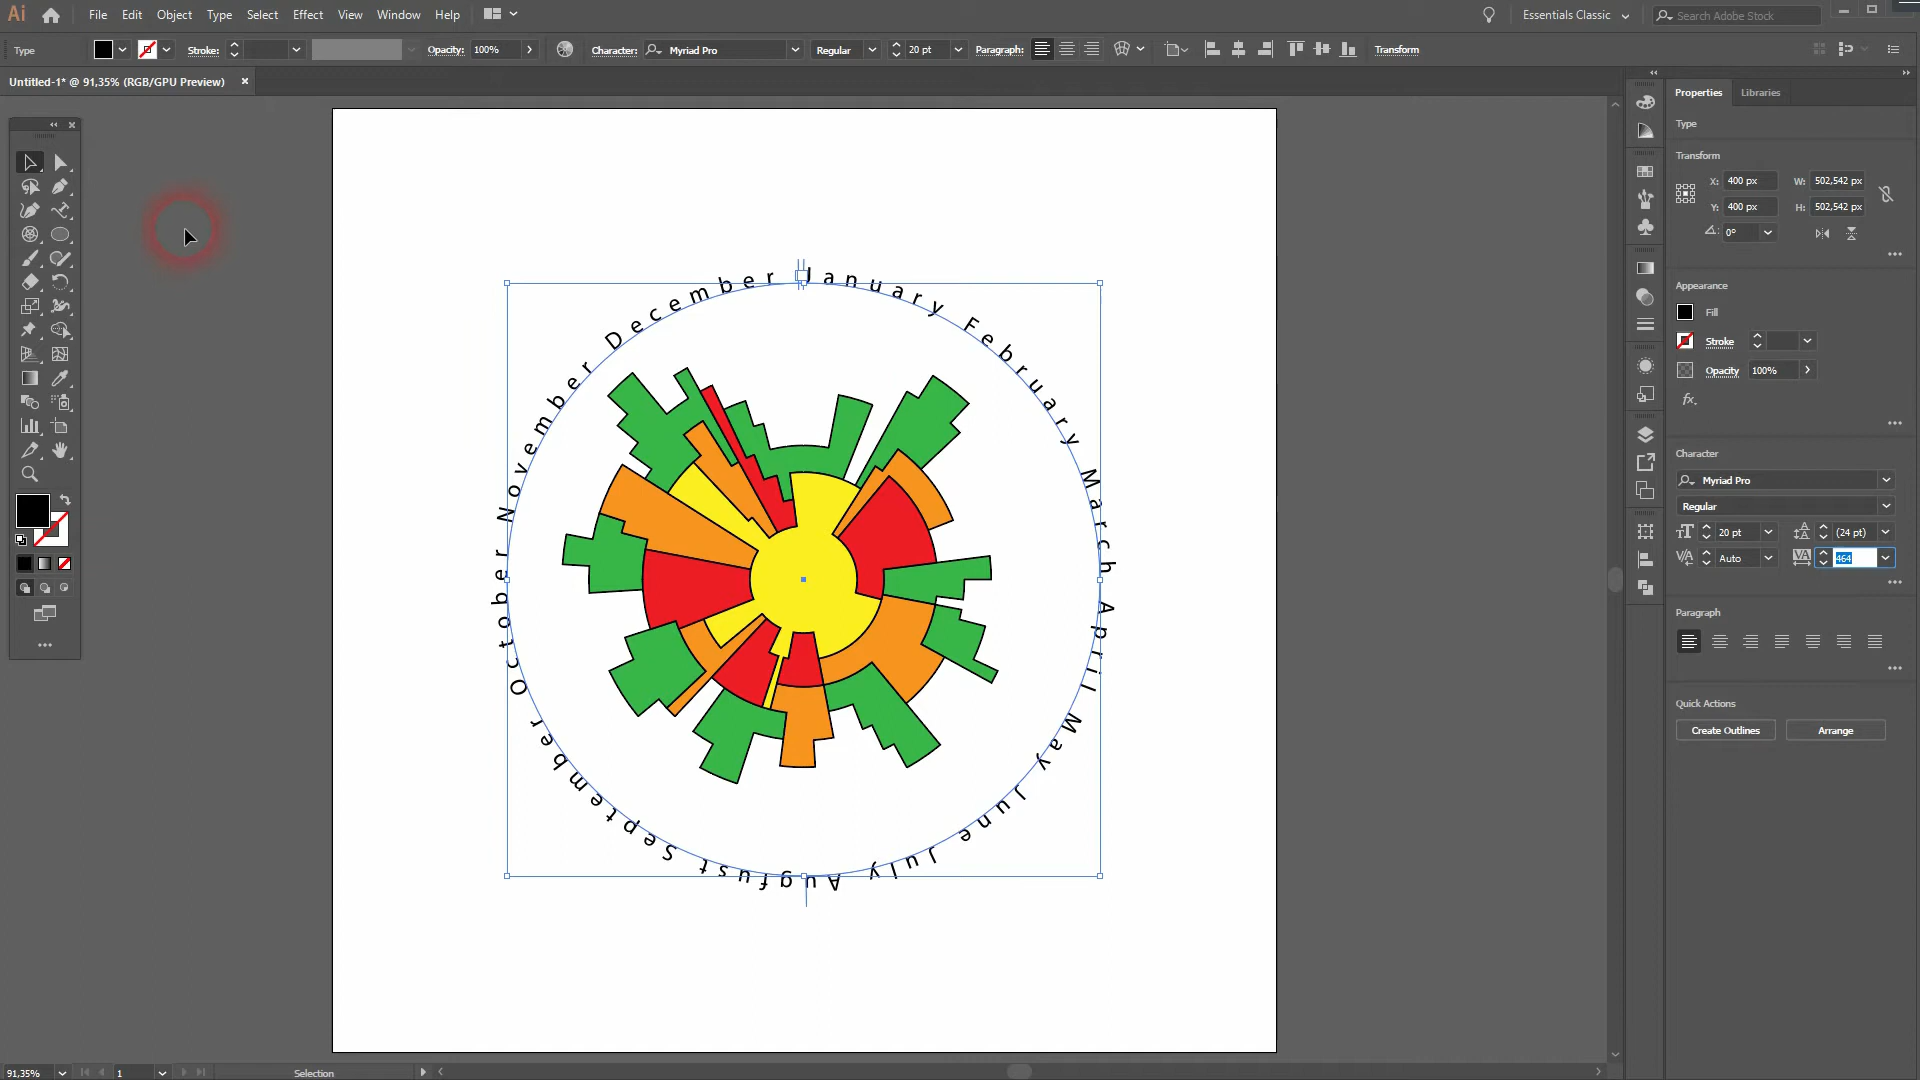 Ai File Edit Object Type Select Effect View Window Help Essentials Classic Search Adobe Stock
Type Stroke: Opacity: 100% Character: Myriad Pro Regular 20 pt Paragraph: Transform
Untitled-1* @ 91,35% (RGB/GPU Preview)
Properties Libraries
Type
Transform
X: 400 px W: 502,542 px
Y: 400 px H: 502,542 px
0°
Appearance
Fill
Stroke
Opacity 100%
fx.
Character
Myriad Pro
Regular
20 pt (24 pt)
Auto 464
Paragraph
Quick Actions
Create Outlines Arrange
January February March April May June July Augfust September October November December
91,35% 1 Selection